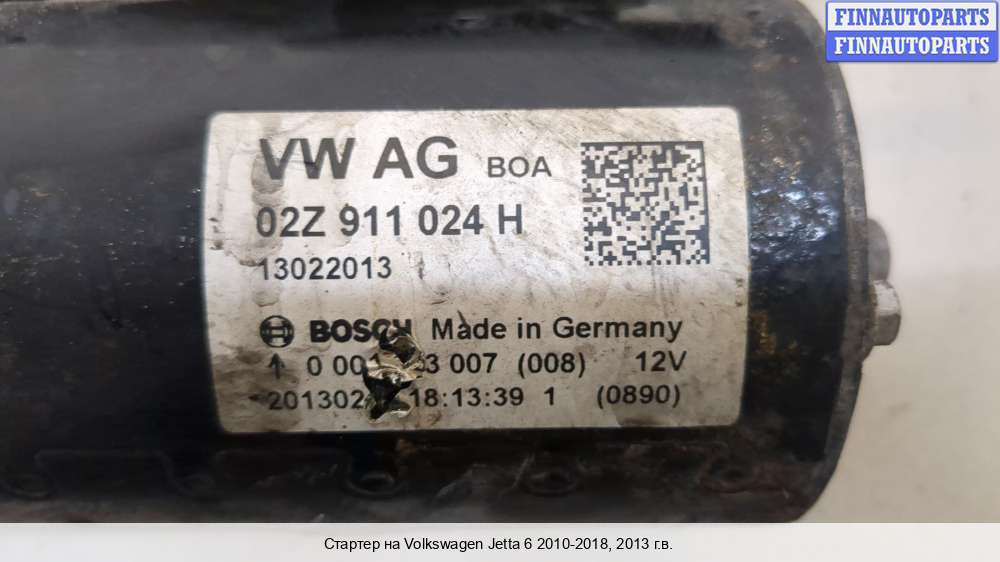 FINNAUTOPARTS
FINNAUTOPARTS
VW AG BOA
02Z 911 024 H
13022013
BOSCH Made in Germany
007 (008) 12V
18:13:39 1 (0890)
Стартер на Volkswagen Jetta 6 2010-2018, 2013 г.в.